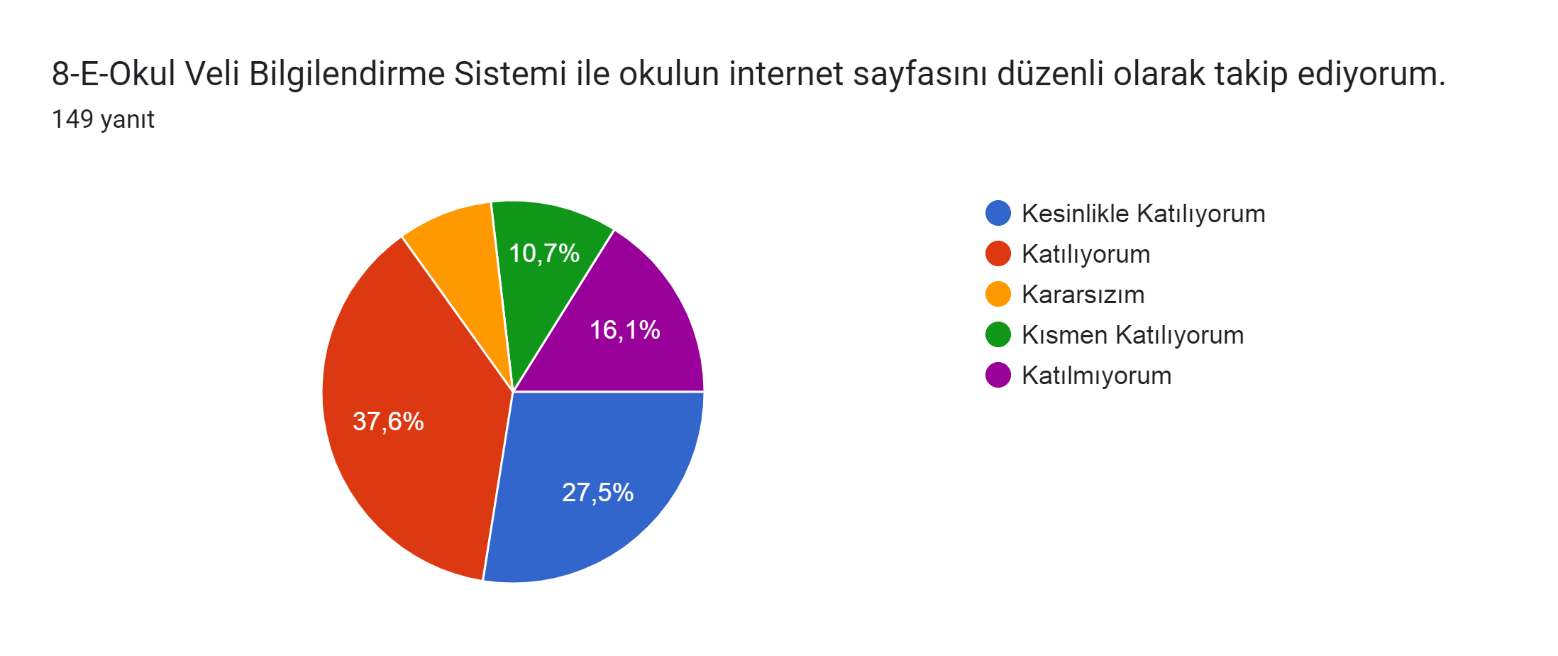 8-E-Okul Veli Bilgilendirme Sistemi ile okulun internet sayfasını düzenli olarak takip ediyorum.
149 yanıt
10,7%
16,1%
37,6%
27,5%
Kesinlikle Katılıyorum
Katılıyorum
Kararsızım
Kısmen Katılıyorum
Katılmıyorum